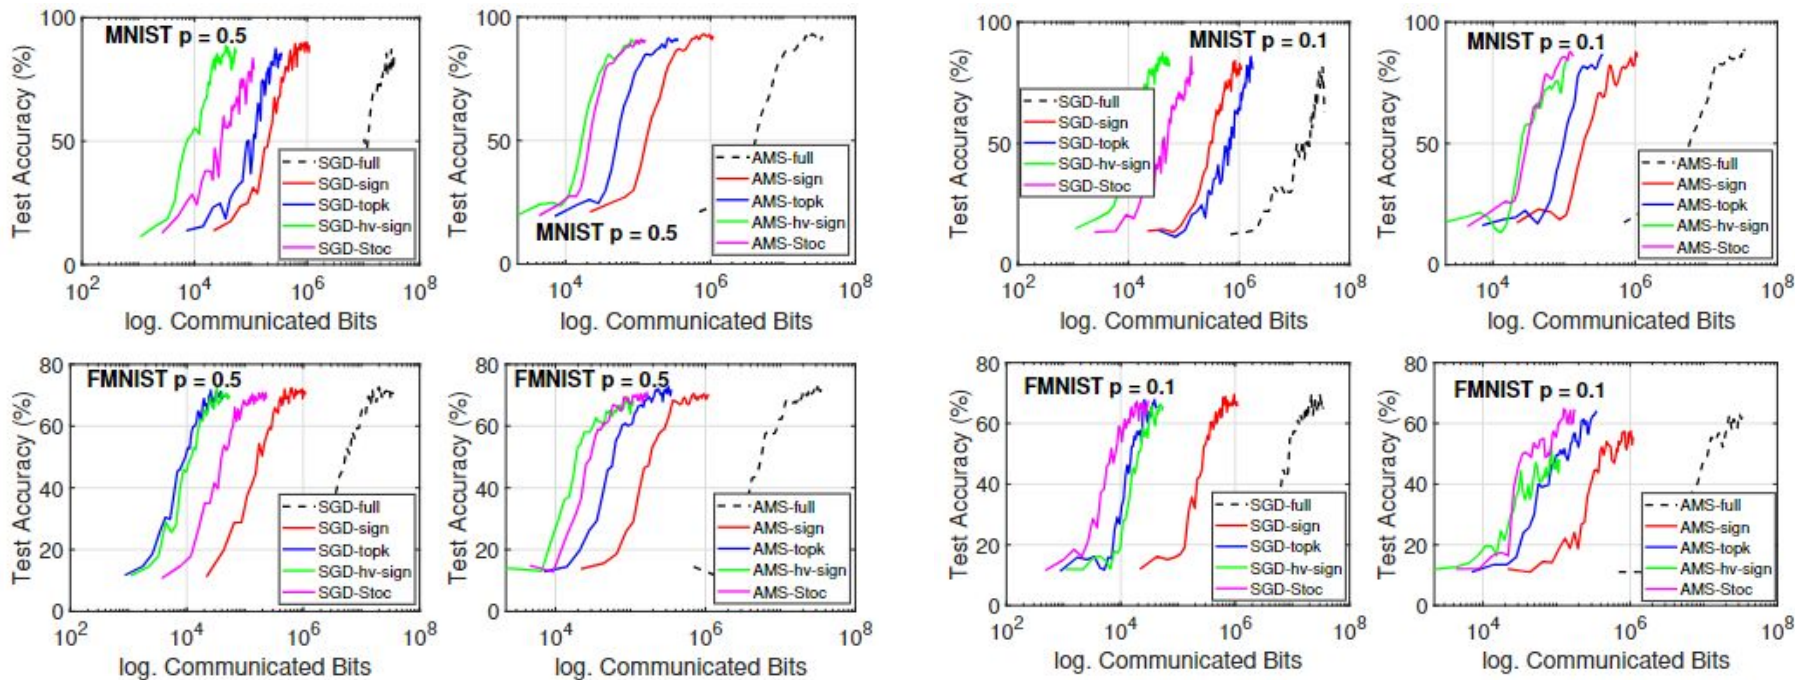 MNIST p = 0.5
Test Accuracy (%)
100
50
0
SGD-full
SGD-sign
SGD-topk
SGD-hv-sign
SGD-Stoc
10^2 10^4 10^6 10^8
log. Communicated Bits
MNIST p = 0.5
Test Accuracy (%)
100
50
0
AMS-full
AMS-sign
AMS-topk
AMS-hv-sign
AMS-Stoc
10^4 10^6 10^8
log. Communicated Bits
MNIST p = 0.1
Test Accuracy (%)
100
50
0
SGD-full
SGD-sign
SGD-topk
SGD-hv-sign
SGD-Stoc
10^2 10^4 10^6 10^8
log. Communicated Bits
MNIST p = 0.1
Test Accuracy (%)
100
50
0
AMS-full
AMS-sign
AMS-topk
AMS-hv-sign
AMS-Stoc
10^4 10^6 10^8
log. Communicated Bits
FMNIST p = 0.5
Test Accuracy (%)
80
60
40
20
0
SGD-full
SGD-sign
SGD-topk
SGD-hv-sign
SGD-Stoc
10^2 10^4 10^6 10^8
log. Communicated Bits
FMNIST p = 0.5
Test Accuracy (%)
80
60
40
20
0
AMS-full
AMS-sign
AMS-topk
AMS-hv-sign
AMS-Stoc
10^4 10^6 10^8
log. Communicated Bits
FMNIST p = 0.1
Test Accuracy (%)
80
60
40
20
0
SGD-full
SGD-sign
SGD-topk
SGD-hv-sign
SGD-Stoc
10^2 10^4 10^6 10^8
log. Communicated Bits
FMNIST p = 0.1
Test Accuracy (%)
80
60
40
20
0
AMS-full
AMS-sign
AMS-topk
AMS-hv-sign
AMS-Stoc
10^4 10^6 10^8
log. Communicated Bits